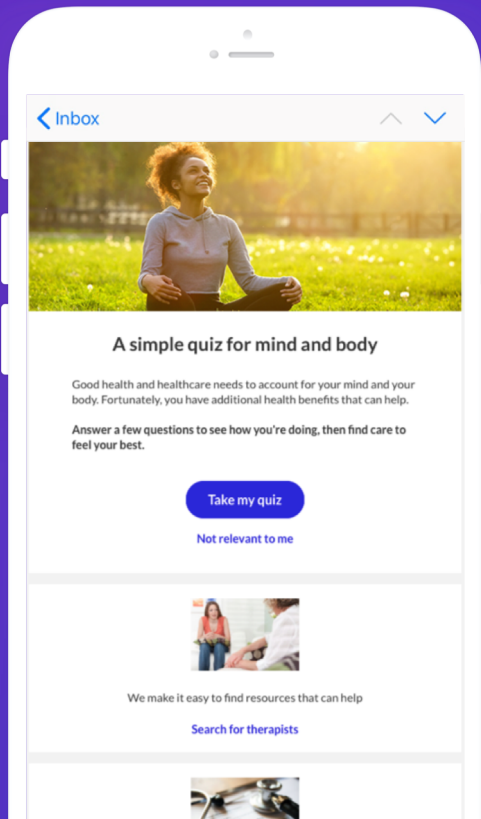 Inbox
A simple quiz for mind and body
Good health and healthcare needs to account for your mind and your
body. Fortunately, you have additional health benefits that can help.
Answer a few questions to see how you're doing, then find care to
feel your best.
Take my quiz
Not relevant to me
We make it easy to find resources that can help
Search for therapists